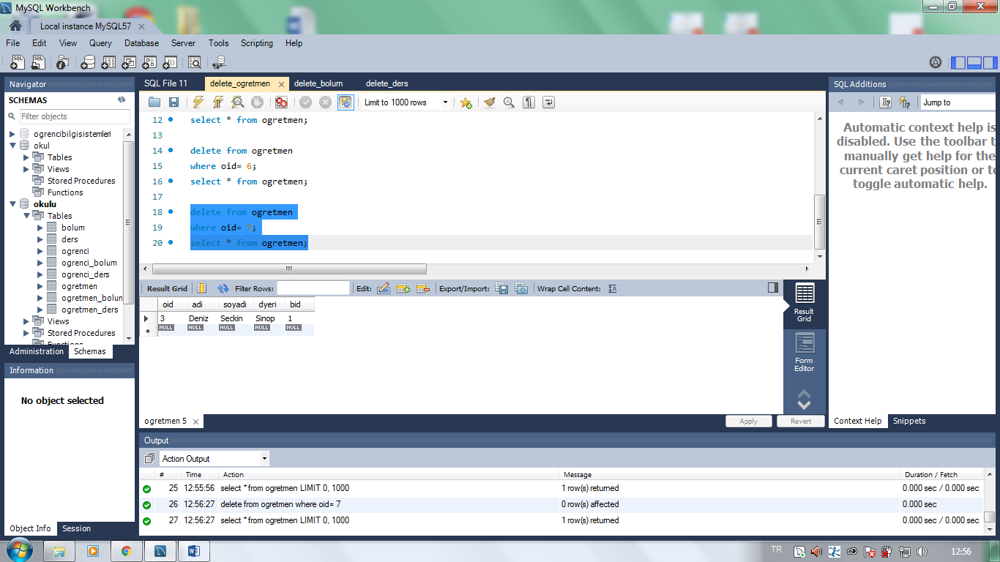 MySQL Workbench
Local instance MySQL57
File Edit View Query Database Server Tools Scripting Help
Navigator
SCHEMAS
Filter objects
ogrencibilgisistemleri
okul
Tables
Views
Stored Procedures
Functions
okulu
Tables
bolum
ders
ogrenci
ogrenci_bolum
ogrenci_ders
ogretmen
ogretmen_bolun
ogretmen_ders
Views
Stored Procedures
Functions
Administration Schemas
Information
No object selected
Object Info Session
SQL File 11 delete_ogretmen delete_bolum delete_ders
Limit to 1000 rows
12 select * from ogretmen;
13
14 delete from ogretmen
15 where oid= 6;
16 select * from ogretmen;
17
18 delete from ogretmen
19 where oid= 7;
20 select * from ogretmen;
Result Grid Filter Rows: Edit: Export/Import: Wrap Cell Content:
oid adi soyadi dyeri bid
3 Deniz Seckin Sinop 1
NULL NULL NULL NULL NULL
Result
Grid
Form
Editor
ogretmen 5 Apply Revert
Output
Action Output
# Time Action Message Duration / Fetch
25 12:55:56 select * from ogretmen LIMIT 0, 1000 1 row(s) returned 0.000 sec / 0.000 sec
26 12:56:27 delete from ogretmen where oid= 7 0 row(s) affected 0.000 sec
27 12:56:27 select * from ogretmen LIMIT 0, 1000 1 row(s) returned 0.000 sec / 0.000 sec
SQL Additions
Jump to
Automatic context help is
disabled. Use the toolbar t
manually get help for the
current caret position or to
toggle automatic help.
Context Help Snippets
TR 12:56